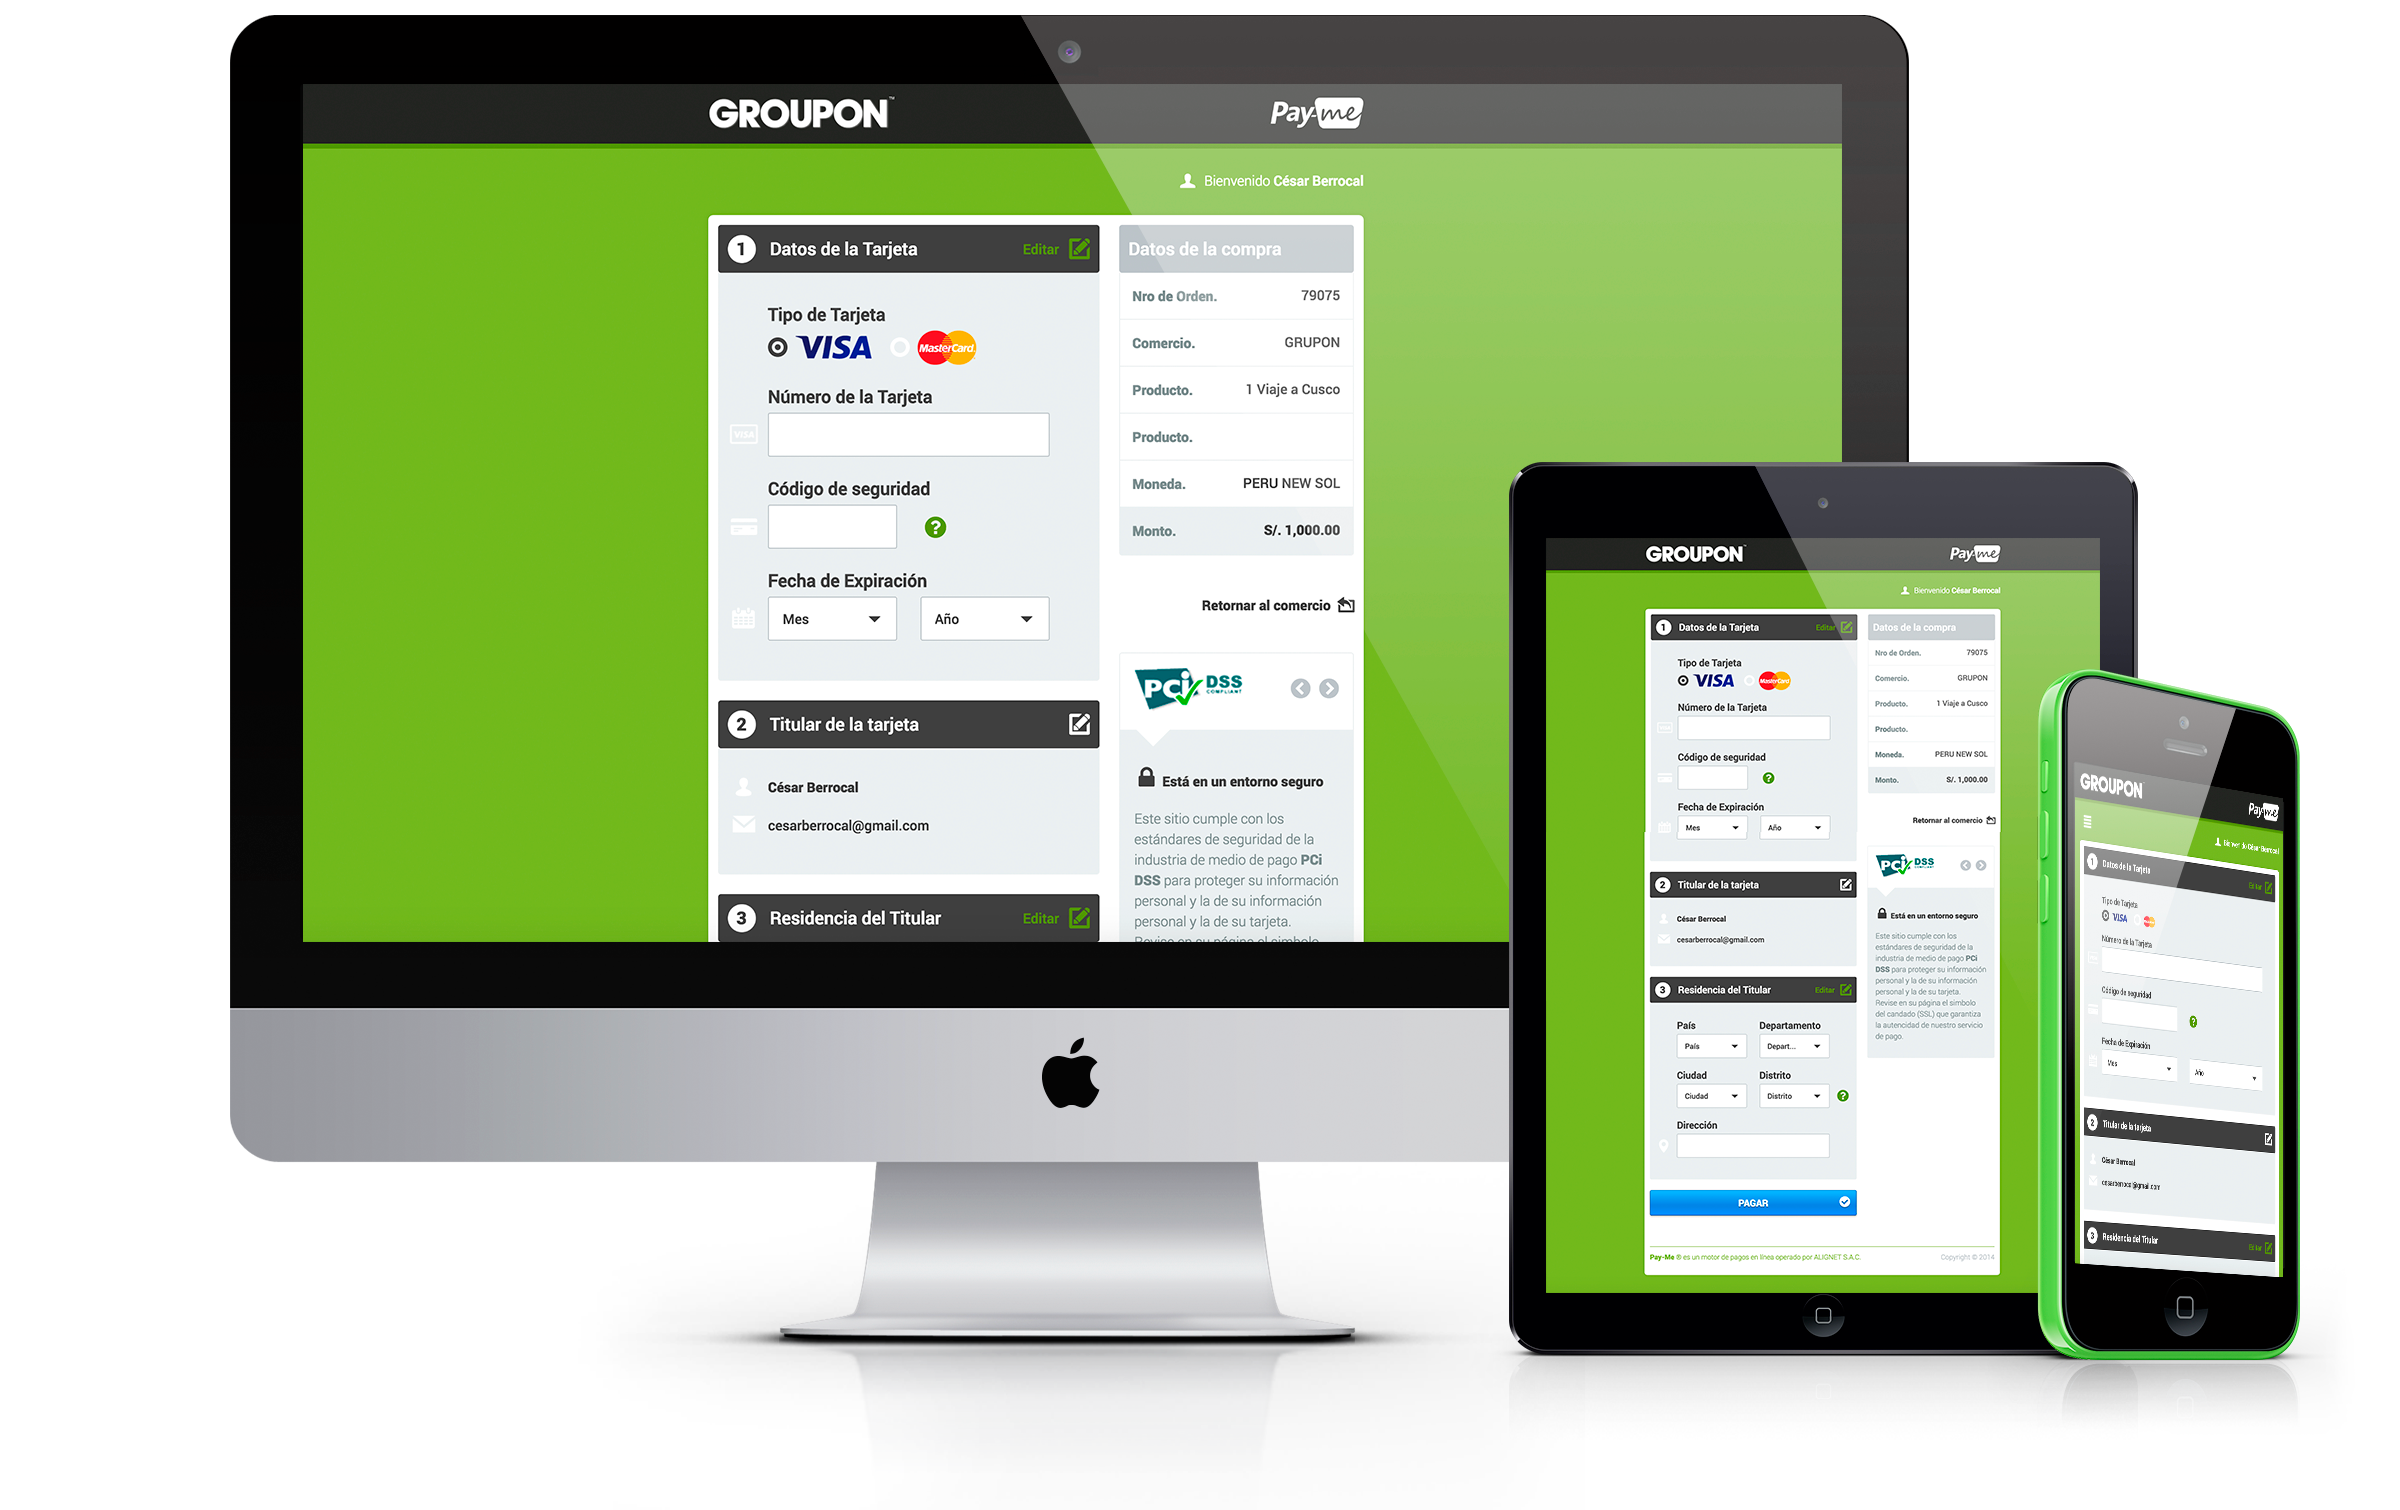 GROUPON™
Pay-me
Bienvenido César Berrocal
1 Datos de la Tarjeta Editar
Tipo de Tarjeta
VISA MasterCard
Número de la Tarjeta
VISA
Código de seguridad
?
Fecha de Expiración
Mes Año
2 Titular de la tarjeta
César Berrocal
cesarberrocal@gmail.com
3 Residencia del Titular Editar
Datos de la compra
Nro de Orden. 79075
Comercio. GRUPON
Producto. 1 Viaje a Cusco
Producto.
Moneda. PERU NEW SOL
Monto. S/. 1,000.00
Retornar al comercio
PCi DSS COMPLIANT
Está en un entorno seguro
Este sitio cumple con los
estándares de seguridad de la
industria de medio de pago PCi
DSS para proteger su información
personal y la de su información
personal y la de su tarjeta.
Revise en su página el simbolo
GROUPON
Pay-me
Bienvenido César Berrocal
1 Datos de la Tarjeta Editar
Tipo de Tarjeta
VISA MasterCard
Número de la Tarjeta
Código de seguridad
?
Fecha de Expiración
Mes Año
2 Titular de la tarjeta
César Berrocal
cesarberrocal@gmail.com
3 Residencia del Titular Editar
País Departamento
País Depart...
Ciudad Distrito
Ciudad Distrito ?
Dirección
PAGAR
Datos de la compra
Nro de Orden. 79075
Comercio. GRUPON
Producto. 1 Viaje a Cusco
Producto.
Moneda. PERU NEW SOL
Monto. S/. 1,000.00
Retornar al comercio
PCi DSS COMPLIANT
Está en un entorno seguro
Este sitio cumple con los
estándares de seguridad de la
industria de medio de pago PCi
DSS para proteger su información
personal y la de su información
personal y la de su tarjeta.
Revise en su página el simbolo
del candado (SSL) que garantiza
la autencidad de nuestro servicio
de pago.
Pay-Me ® es un motor de pagos en línea operado por ALIGNET S.A.C. Copyright © 2014
GROUPON
Pay-me
Bienvenido César Berrocal
1 Datos de la Tarjeta Editar
Tipo de Tarjeta
VISA
Número de la Tarjeta
Código de seguridad
?
Fecha de Expiración
Mes Año
2 Titular de la tarjeta
César Berrocal
cesarberrocal@gmail.com
3 Residencia del Titular Editar